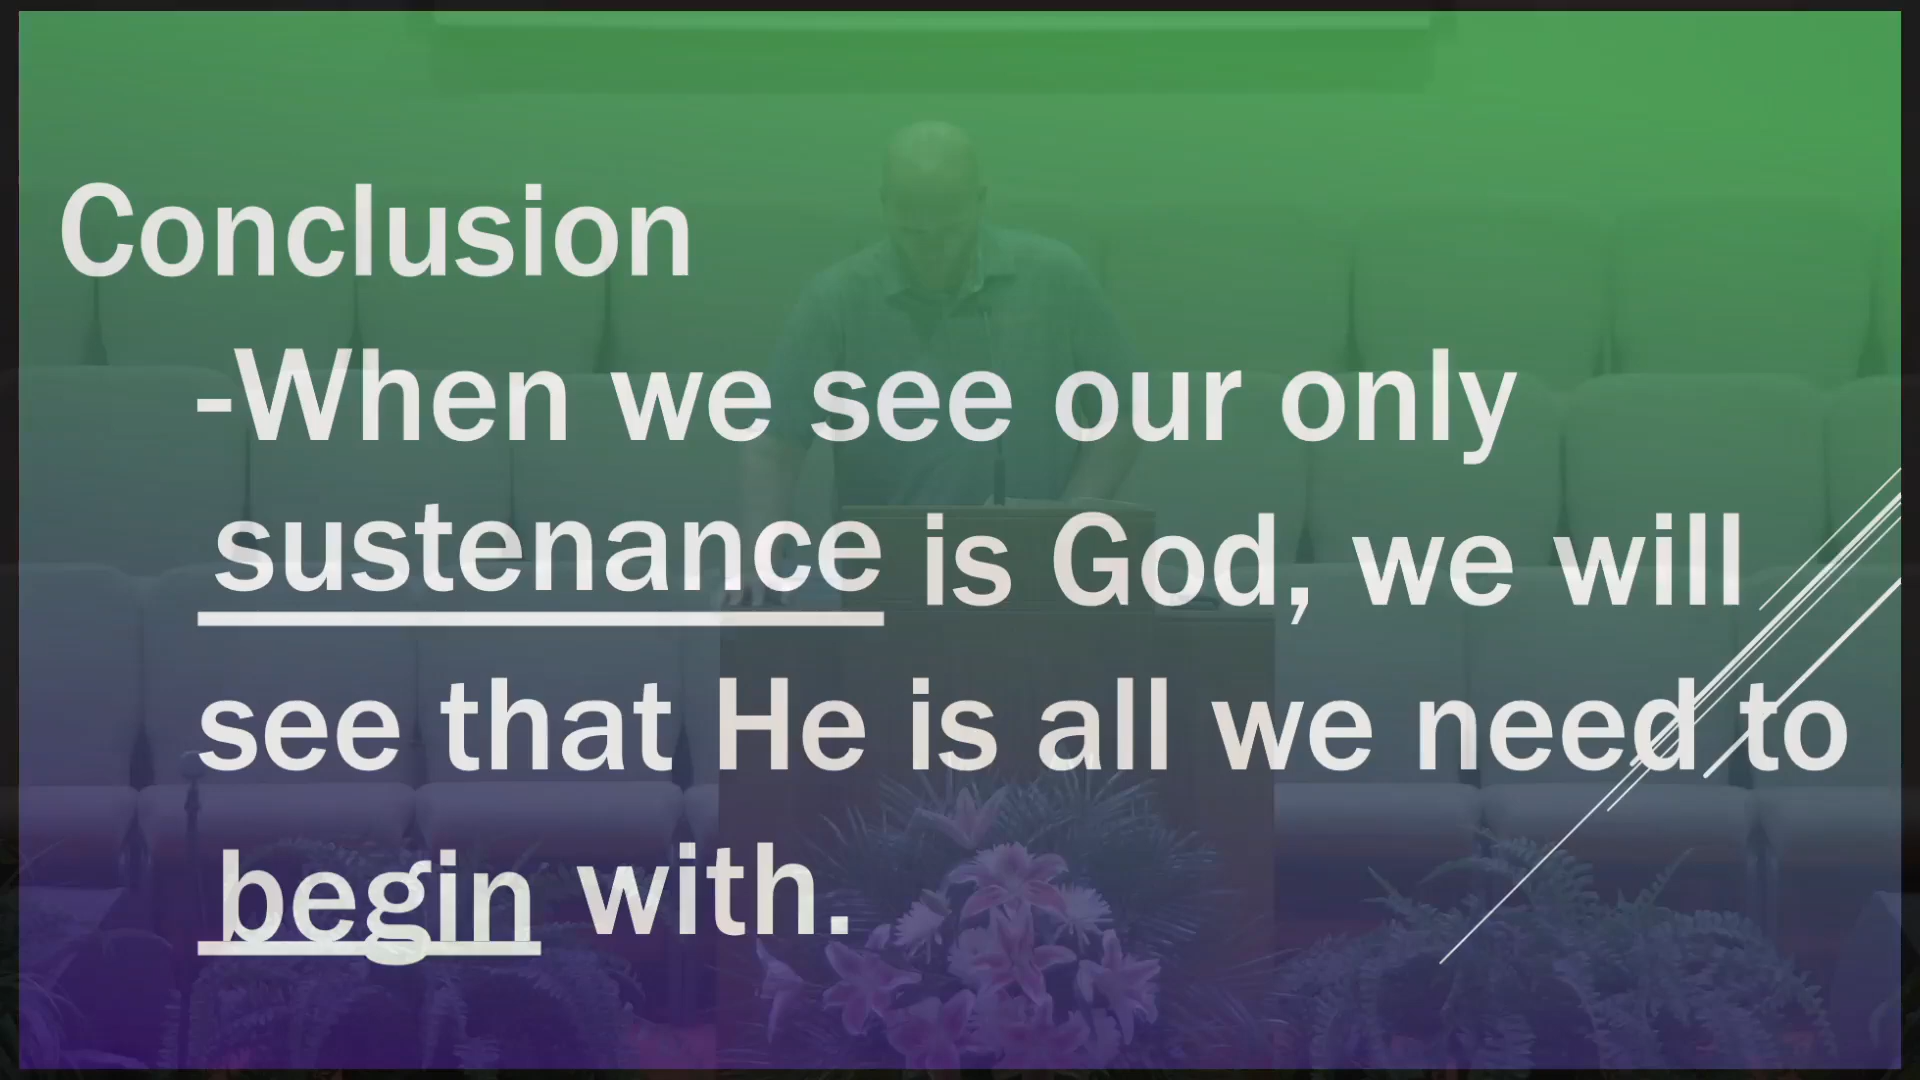 Conclusion
-When we see our only
sustenance is God, we will
see that He is all we need to
begin with.